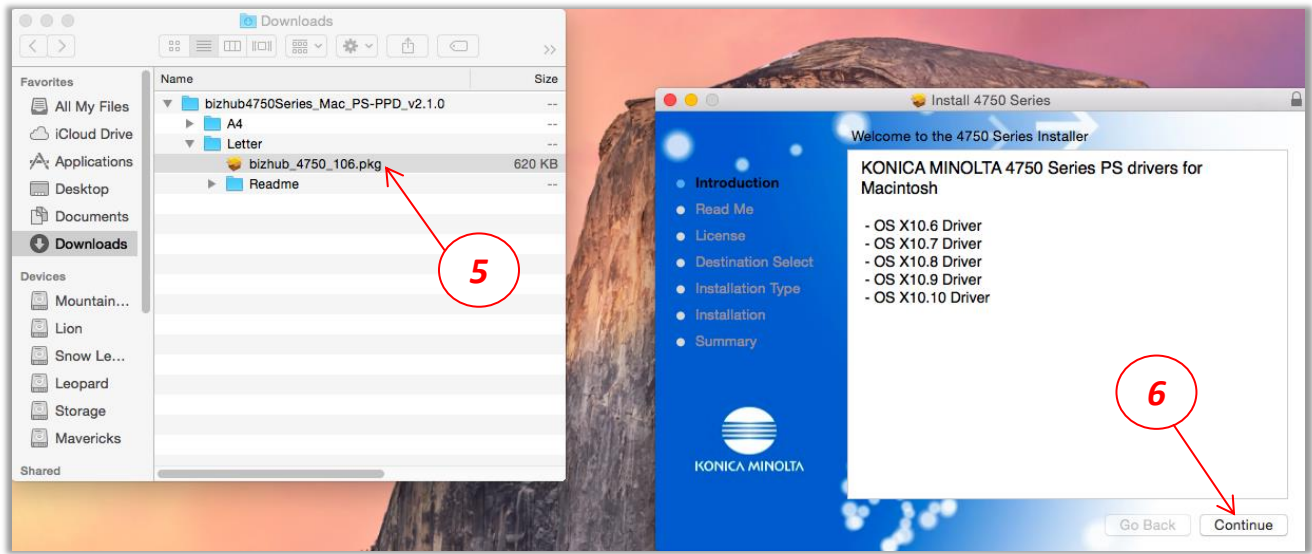 Downloads
Favorites
All My Files
iCloud Drive
Applications
Desktop
Documents
Downloads
Devices
Mountain...
Lion
Snow Le...
Leopard
Storage
Mavericks
Shared
Name Size
bizhub4750Series_Mac_PS-PPD_v2.1.0 --
A4 --
Letter --
bizhub_4750_106.pkg 620 KB
Readme --
5
Install 4750 Series
Welcome to the 4750 Series Installer
Introduction
Read Me
License
Destination Select
Installation Type
Installation
Summary
KONICA MINOLTA
KONICA MINOLTA 4750 Series PS drivers for
Macintosh
- OS X10.6 Driver
- OS X10.7 Driver
- OS X10.8 Driver
- OS X10.9 Driver
- OS X10.10 Driver
6
Go Back Continue